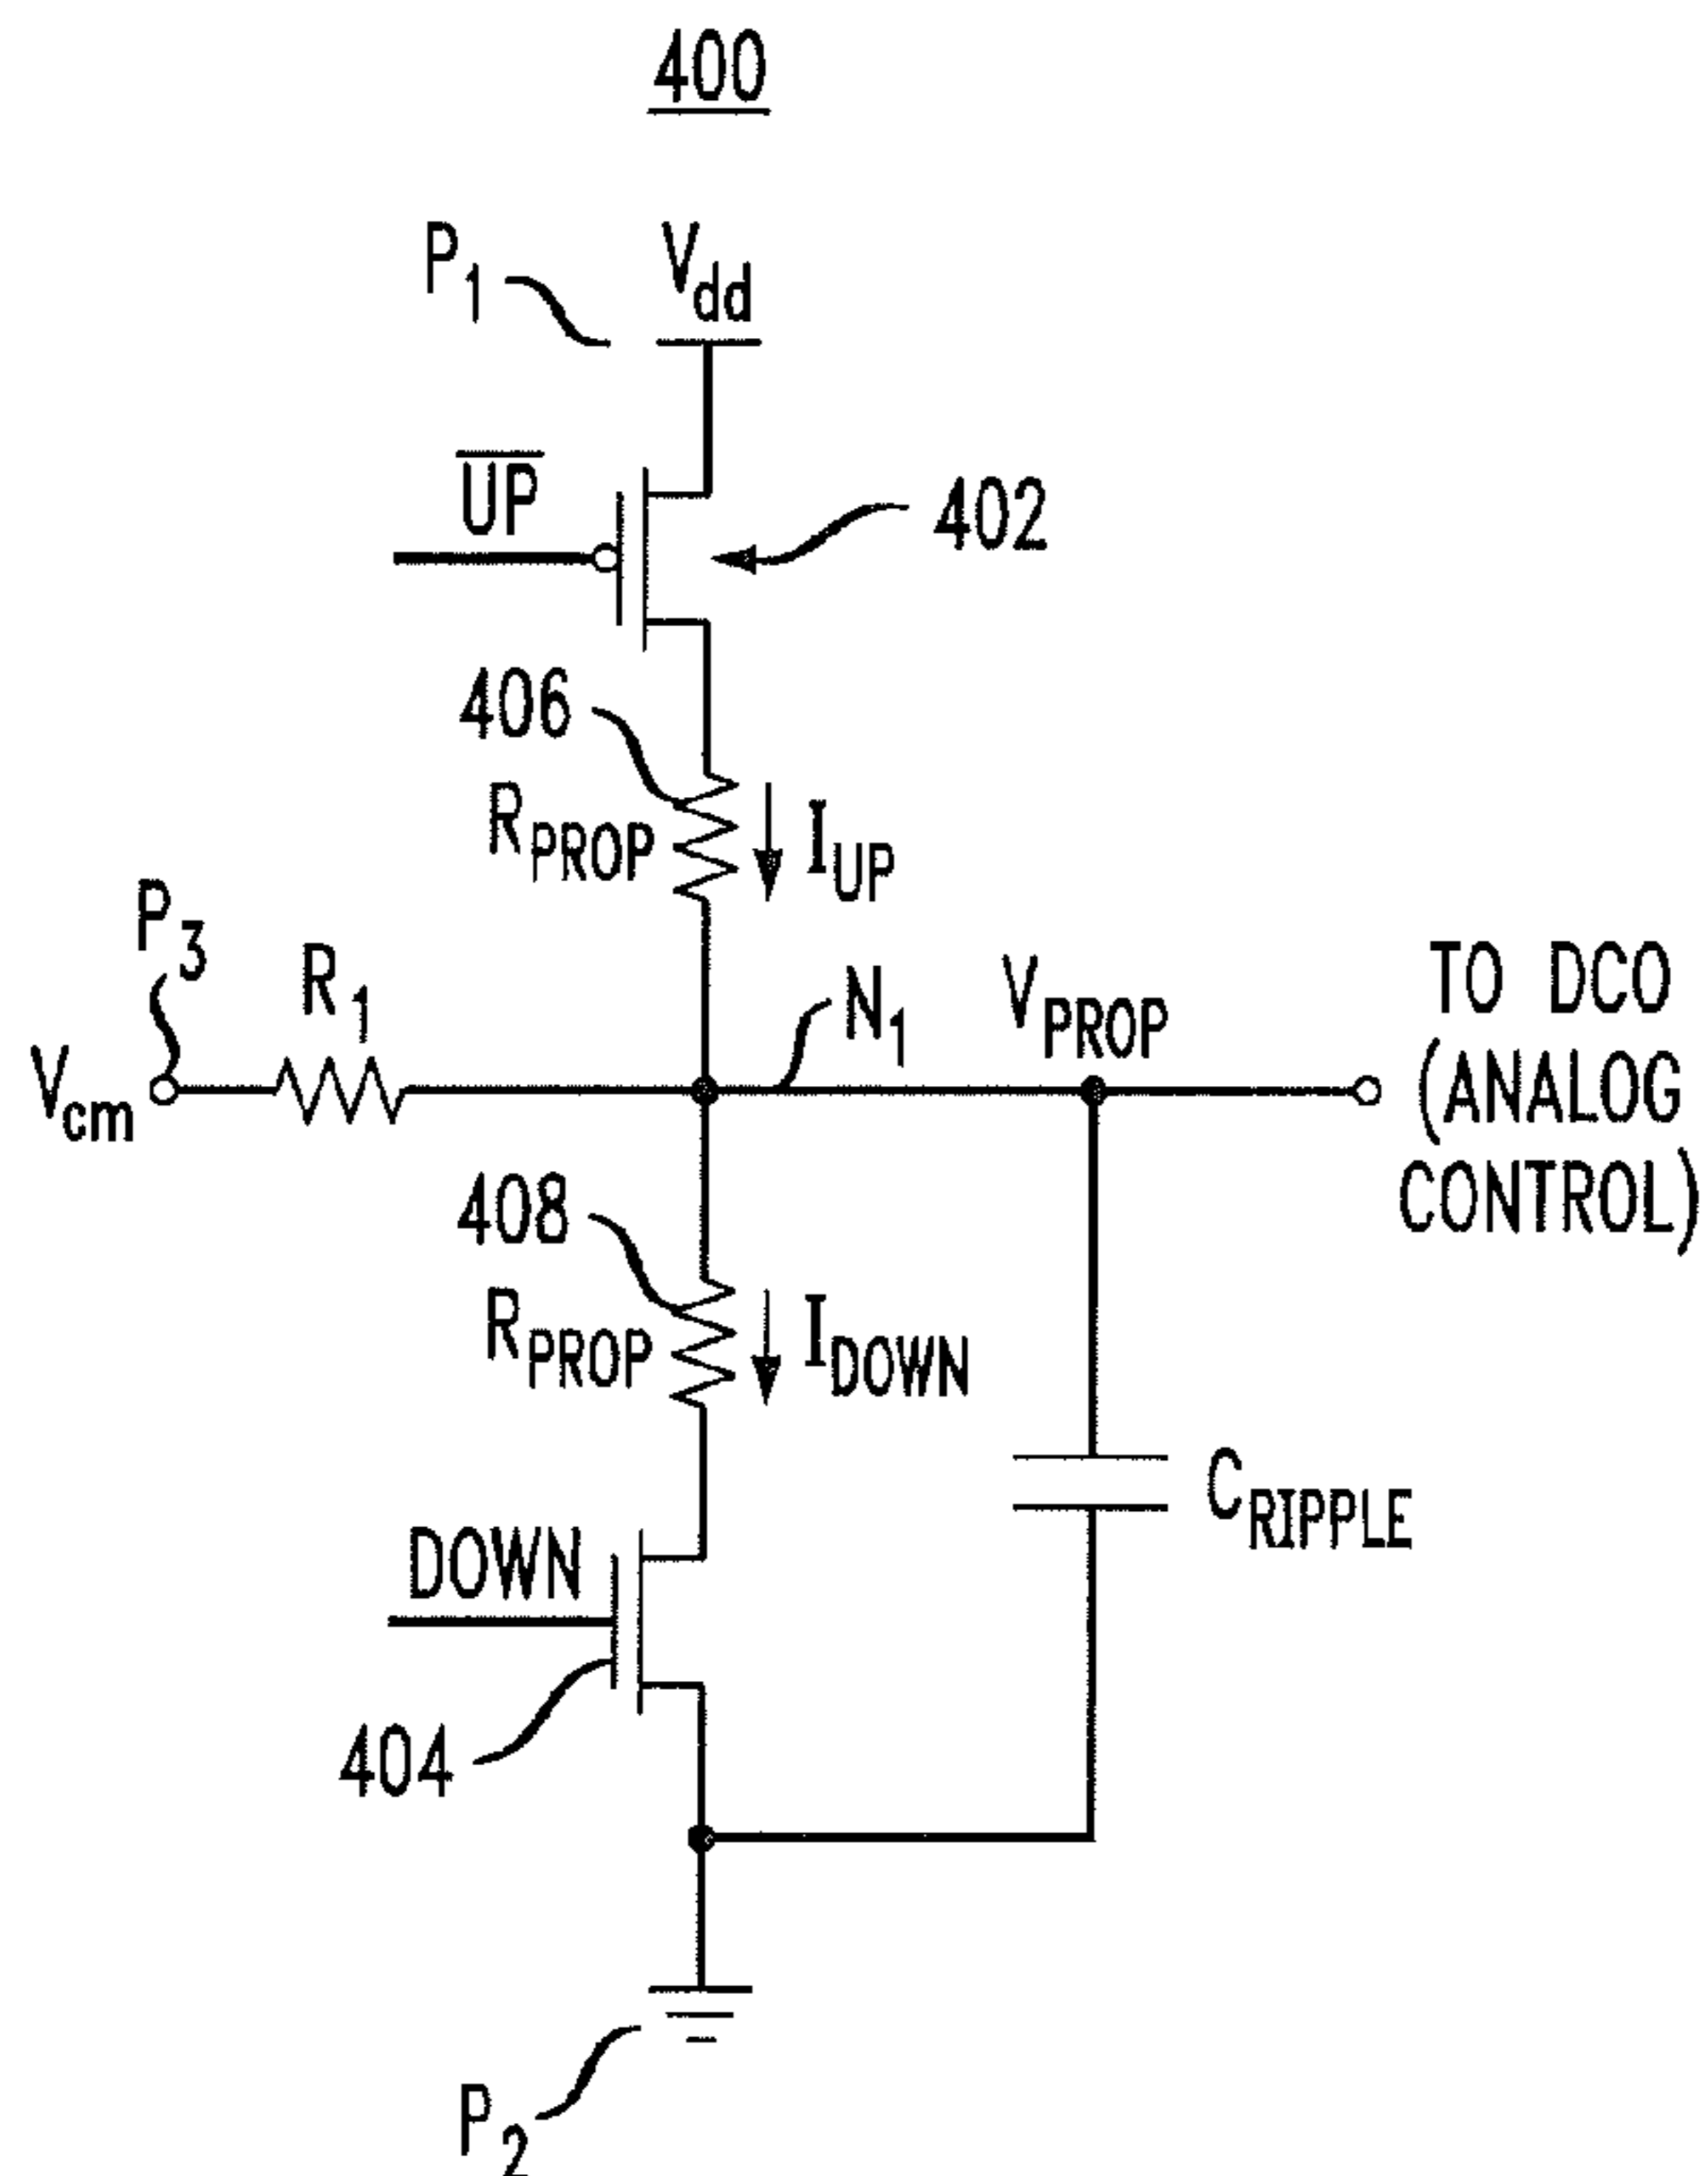 400
P1
Vdd
U̅P̅
402
406
RPROP
IUP
P3
R1
N1
VPROP
Vcm
TO DCO
(ANALOG
CONTROL)
408
RPROP
IDOWN
DOWN
CRIPPLE
404
P2